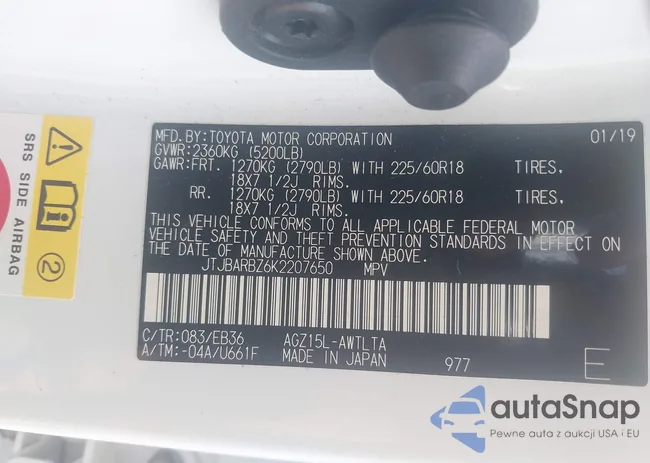 MFD.BY:TOYOTA MOTOR CORPORATION 01/19
GVWR:2360KG (5200LB)
GAWR:FRT. 1270KG (2790LB) WITH 225/60R18 TIRES,
18X7 1/2J RIMS.
RR. 1270KG (2790LB) WITH 225/60R18 TIRES,
18X7 1/2J RIMS.
THIS VEHICLE CONFORMS TO ALL APPLICABLE FEDERAL MOTOR
VEHICLE SAFETY AND THEFT PREVENTION STANDARDS IN EFFECT ON
THE DATE OF MANUFACTURE SHOWN ABOVE.
JTJBARBZ6K2207650 MPV
C/TR:083/EB36 AGZ15L-AWTLTA
A/TM:-04A/U661F MADE IN JAPAN 977 E
SRS SIDE AIRBAG
2
autaSnap
Pewne auta z aukcji USA i EU